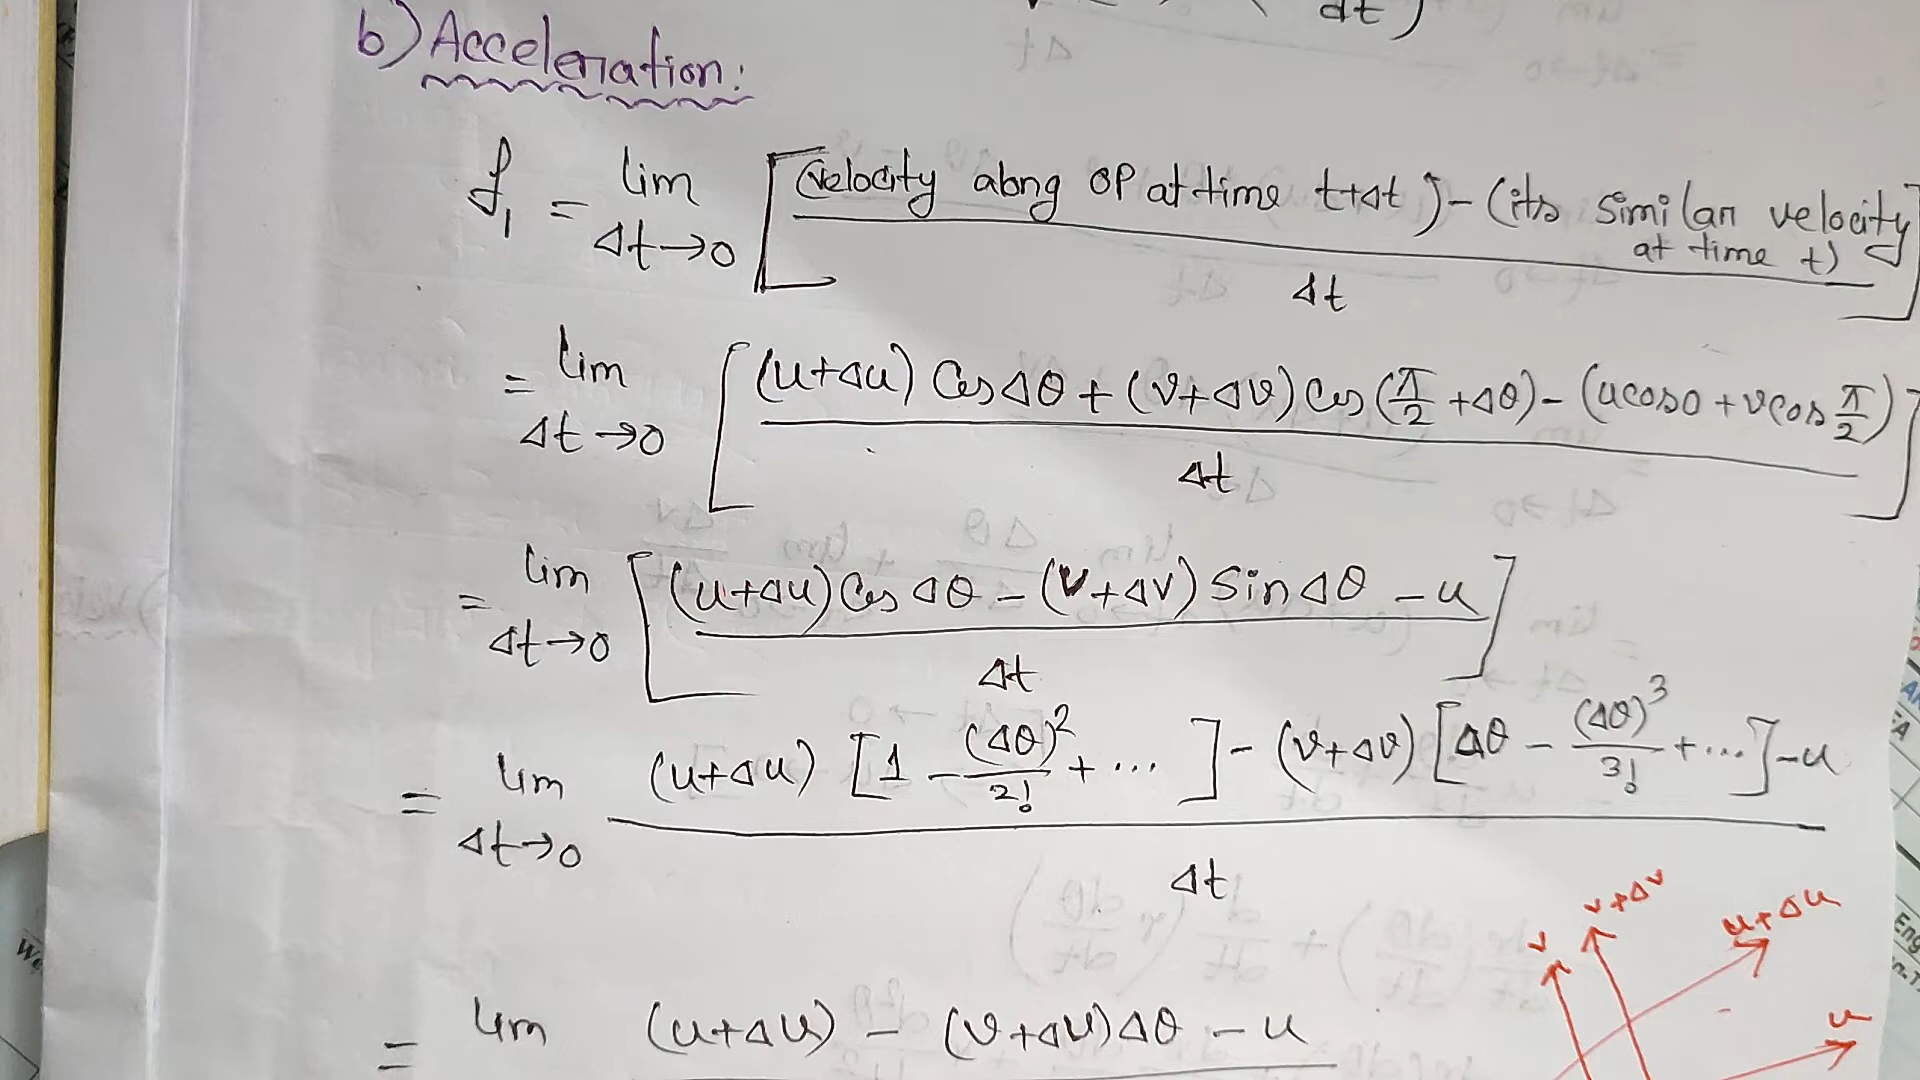 dt)
b) Acceleration:
f₁ = lim Δt→0 [(velocity along OP at time t+Δt) - (its similar velocity at time t) / Δt]
= lim Δt→0 [(u+Δu) Cos Δθ + (v+Δv) Cos (π/2 + Δθ) - (u cos 0 + v cos π/2) / Δt]
= lim Δt→0 [(u+Δu) Cos Δθ - (v+Δv) Sin Δθ - u / Δt]
= lim Δt→0 (u+Δu) [1 - (Δθ)²/2! + ...] - (v+Δv) [Δθ - (Δθ)³/3! + ...] - u / Δt
v+Δv
u+Δu
v
u
= lim (u+Δu) - (v+Δv) Δθ - u